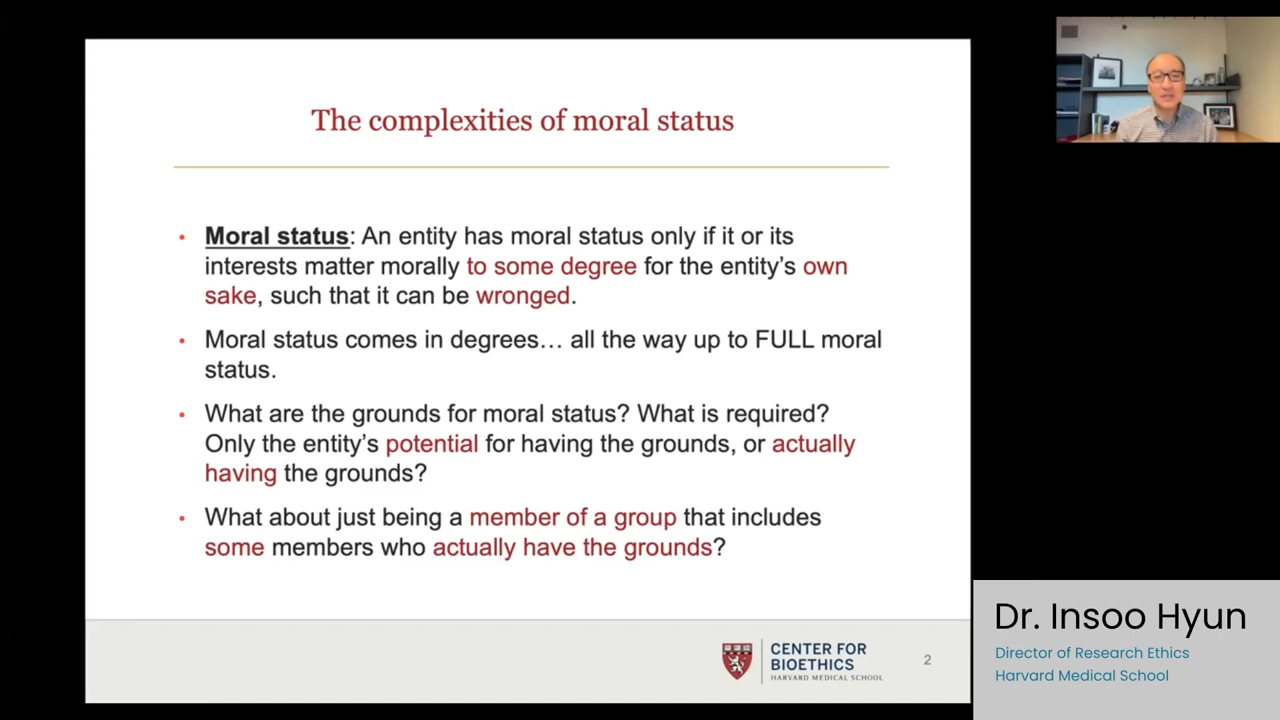 The complexities of moral status
• Moral status: An entity has moral status only if it or its
interests matter morally to some degree for the entity’s own
sake, such that it can be wronged.
• Moral status comes in degrees… all the way up to FULL moral
status.
• What are the grounds for moral status? What is required?
Only the entity’s potential for having the grounds, or actually
having the grounds?
• What about just being a member of a group that includes
some members who actually have the grounds?
CENTER FOR
BIOETHICS
HARVARD MEDICAL SCHOOL
2
Dr. Insoo Hyun
Director of Research Ethics
Harvard Medical School